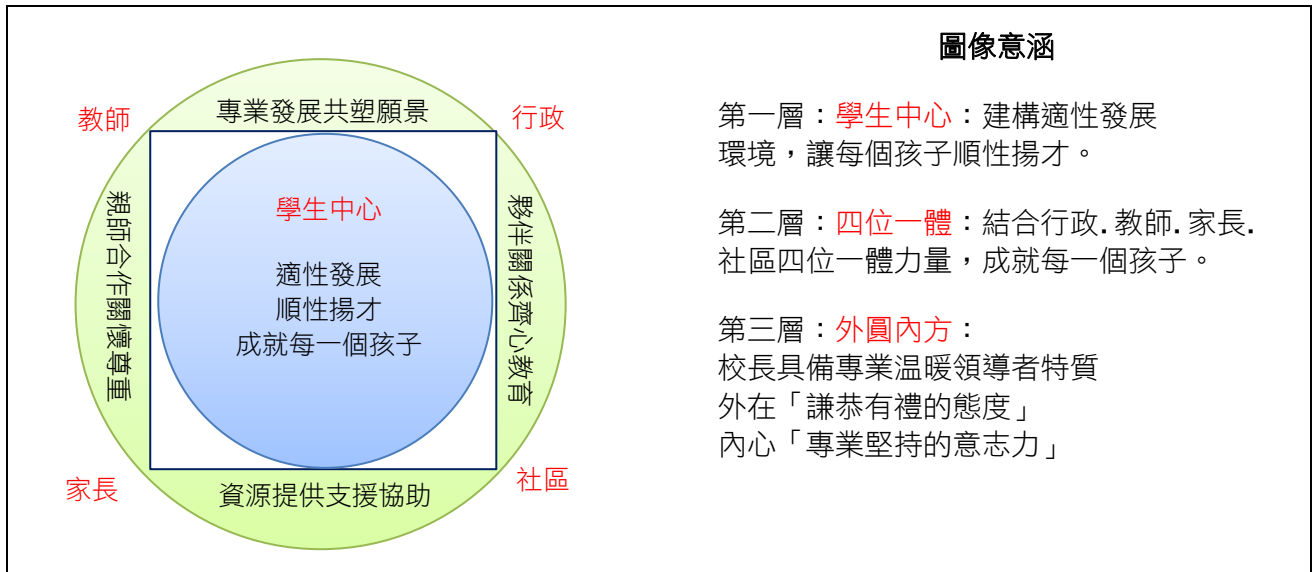 圖像意涵
教師
專業發展共塑願景
行政
親師合作關懷尊重
學生中心
適性發展
順性揚才
成就每一個孩子
夥伴關係齊心教育
家長
資源提供支援協助
社區
第一層：學生中心：建構適性發展
環境，讓每個孩子順性揚才。
第二層：四位一體：結合行政.教師.家長.
社區四位一體力量，成就每一個孩子。
第三層：外圓內方：
校長具備專業温暖領導者特質
外在「謙恭有禮的態度」
內心「專業堅持的意志力」